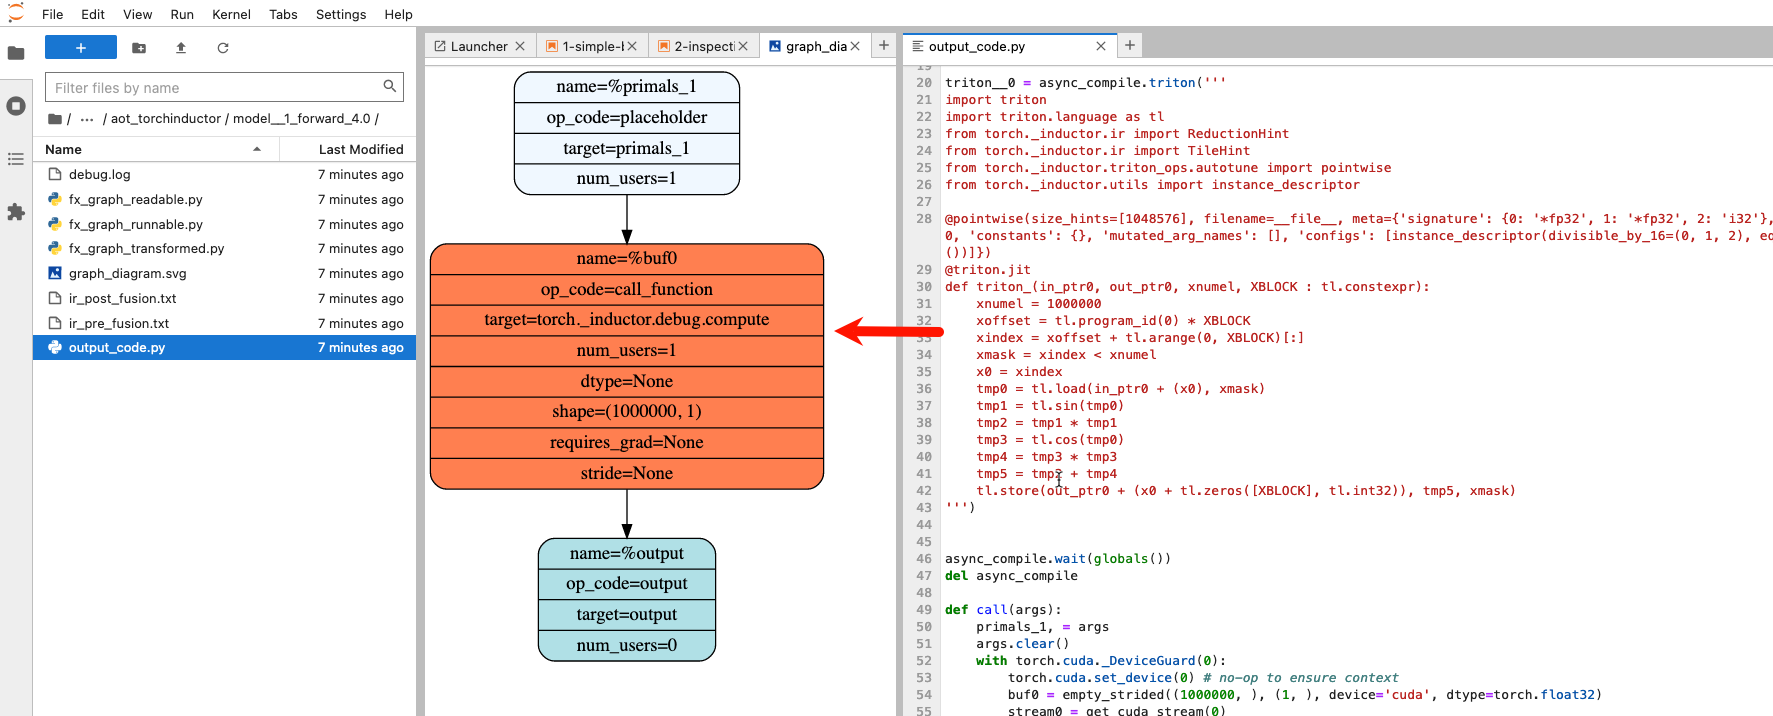 File Edit View Run Kernel Tabs Settings Help
+
Filter files by name
/ ··· / aot_torchinductor / model__1_forward_4.0 /
Name Last Modified
debug.log 7 minutes ago
fx_graph_readable.py 7 minutes ago
fx_graph_runnable.py 7 minutes ago
fx_graph_transformed.py 7 minutes ago
graph_diagram.svg 7 minutes ago
ir_post_fusion.txt 7 minutes ago
ir_pre_fusion.txt 7 minutes ago
output_code.py 7 minutes ago
Launcher 1-simple-l 2-inspecti graph_dia +
name=%primals_1
op_code=placeholder
target=primals_1
num_users=1
name=%buf0
op_code=call_function
target=torch._inductor.debug.compute
num_users=1
dtype=None
shape=(1000000, 1)
requires_grad=None
stride=None
name=%output
op_code=output
target=output
num_users=0
output_code.py +
19
20 triton__0 = async_compile.triton('''
21 import triton
22 import triton.language as tl
23 from torch._inductor.ir import ReductionHint
24 from torch._inductor.ir import TileHint
25 from torch._inductor.triton_ops.autotune import pointwise
26 from torch._inductor.utils import instance_descriptor
27
28 @pointwise(size_hints=[1048576], filename=__file__, meta={'signature': {0: '*fp32', 1: '*fp32', 2: 'i32'},
0, 'constants': {}, 'mutated_arg_names': [], 'configs': [instance_descriptor(divisible_by_16=(0, 1, 2), eq
())]})
29 @triton.jit
30 def triton_(in_ptr0, out_ptr0, xnumel, XBLOCK : tl.constexpr):
31 xnumel = 1000000
32 xoffset = tl.program_id(0) * XBLOCK
33 xindex = xoffset + tl.arange(0, XBLOCK)[:]
34 xmask = xindex < xnumel
35 x0 = xindex
36 tmp0 = tl.load(in_ptr0 + (x0), xmask)
37 tmp1 = tl.sin(tmp0)
38 tmp2 = tmp1 * tmp1
39 tmp3 = tl.cos(tmp0)
40 tmp4 = tmp3 * tmp3
41 tmp5 = tmp2 + tmp4
42 tl.store(out_ptr0 + (x0 + tl.zeros([XBLOCK], tl.int32)), tmp5, xmask)
43 ''')
44
45
46 async_compile.wait(globals())
47 del async_compile
48
49 def call(args):
50 primals_1, = args
51 args.clear()
52 with torch.cuda._DeviceGuard(0):
53 torch.cuda.set_device(0) # no-op to ensure context
54 buf0 = empty_strided((1000000, ), (1, ), device='cuda', dtype=torch.float32)
55 stream0 = get_cuda_stream(0)